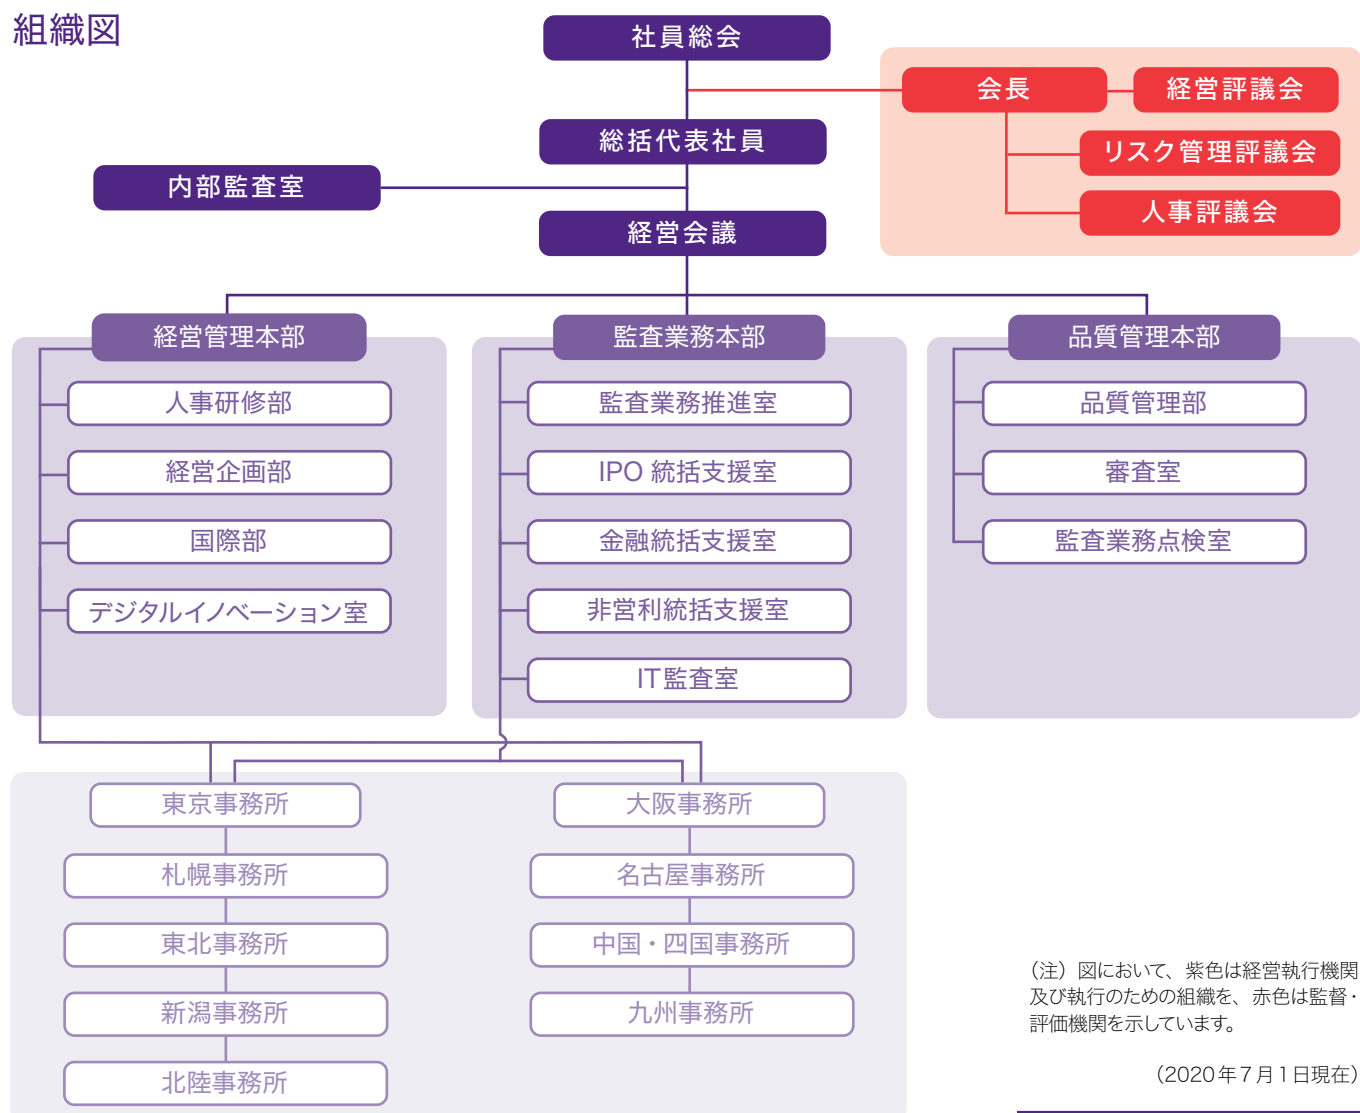 組織図
社員総会
会長
経営評議会
リスク管理評議会
人事評議会
総括代表社員
内部監査室
経営会議
経営管理本部
人事研修部
経営企画部
国際部
デジタルイノベーション室
監査業務本部
監査業務推進室
IPO 統括支援室
金融統括支援室
非営利統括支援室
IT監査室
品質管理本部
品質管理部
審査室
監査業務点検室
東京事務所
札幌事務所
東北事務所
新潟事務所
北陸事務所
大阪事務所
名古屋事務所
中国・四国事務所
九州事務所
（注）図において、紫色は経営執行機関
及び執行のための組織を、赤色は監督・
評価機関を示しています。
（2020年7月1日現在）